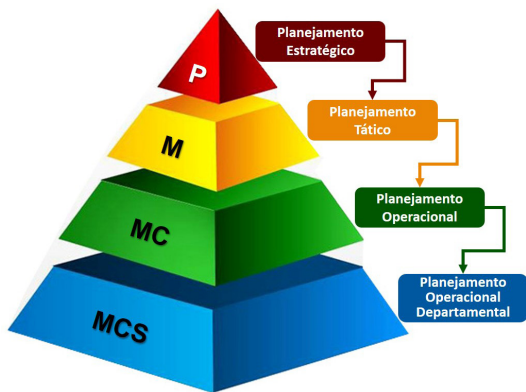 P
Planejamento
Estratégico
M
Planejamento
Tático
MC
Planejamento
Operacional
MCS
Planejamento
Operacional
Departamental